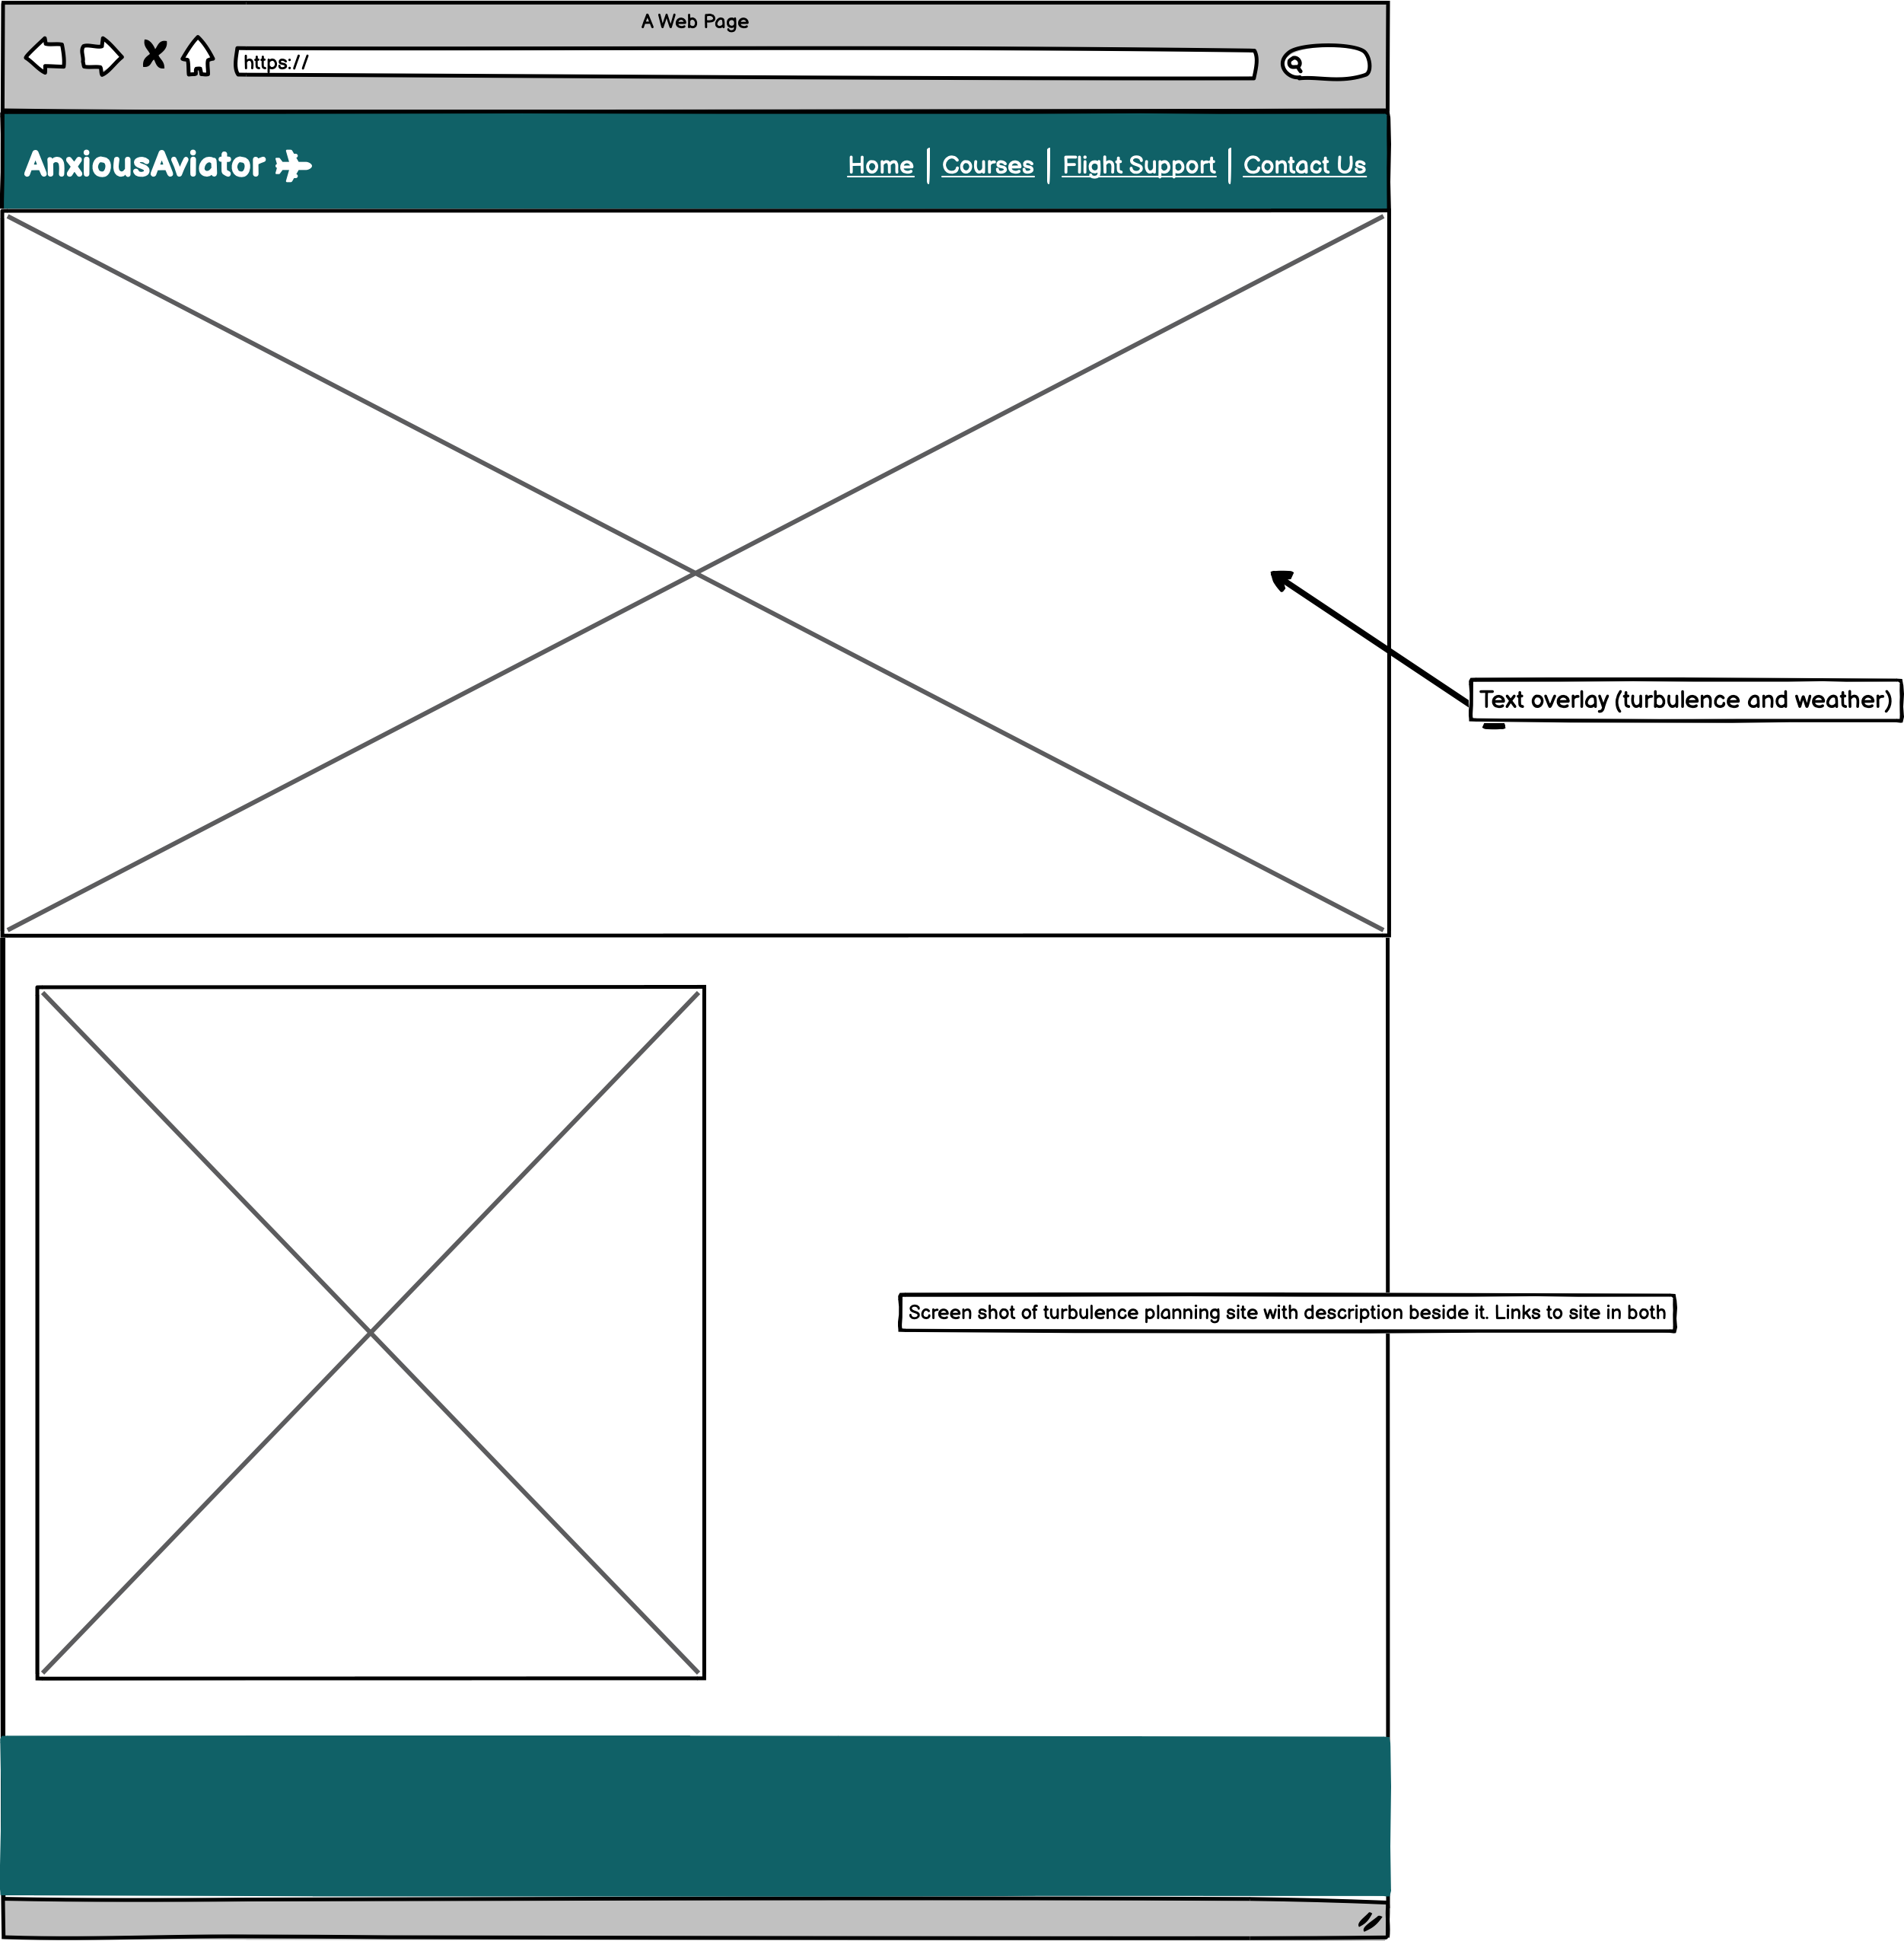 A Web Page
https://
AnxiousAviator
Home | Courses | Flight Support | Contact Us
Text overlay (turbulence and weather)
Screen shot of turbulence planning site with description beside it. Links to site in both